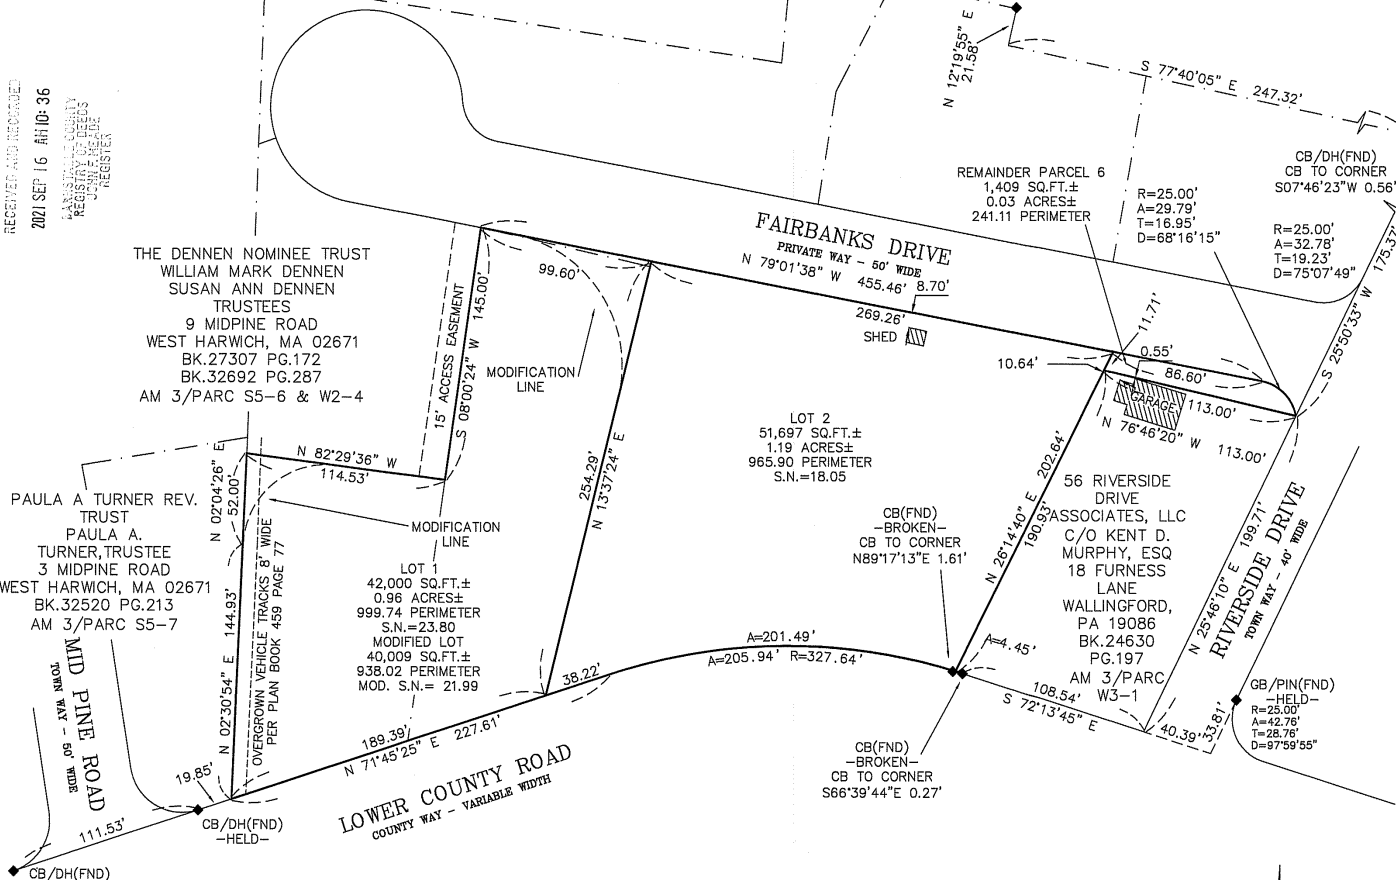 RECEIVED AND RECORDED
2021 SEP 16 AM 10:36
BARNSTABLE COUNTY
REGISTRY OF DEEDS
JOHN F. MEADE
REGISTER
THE DENNEN NOMINEE TRUST
WILLIAM MARK DENNEN
SUSAN ANN DENNEN
TRUSTEES
9 MIDPINE ROAD
WEST HARWICH, MA 02671
BK.27307 PG.172
BK.32692 PG.287
AM 3/PARC S5-6 & W2-4
PAULA A TURNER REV.
TRUST
PAULA A.
TURNER,TRUSTEE
3 MIDPINE ROAD
WEST HARWICH, MA 02671
BK.32520 PG.213
AM 3/PARC S5-7
MID PINE ROAD
TOWN WAY - 50' WIDE
111.53'
CB/DH(FND)
19.85'
CB/DH(FND)
-HELD-
N 02°04'26" E
52.00'
N 02°30'54" E 144.93'
OVERGROWN VEHICLE TRACKS 8" WIDE
PER PLAN BOOK 459 PAGE 77
N 82°29'36" W
114.53'
15' ACCESS EASEMENT
S 08°00'24" W 145.00'
99.60'
MODIFICATION
LINE
MODIFICATION
LINE
LOT 1
42,000 SQ.FT.±
0.96 ACRES±
999.74 PERIMETER
S.N.=23.80
MODIFIED LOT
40,009 SQ.FT.±
938.02 PERIMETER
MOD. S.N.= 21.99
254.29'
N 13°37'24" E
189.39'
N 71°45'25" E 227.61'
38.22'
LOWER COUNTY ROAD
COUNTY WAY - VARIABLE WIDTH
FAIRBANKS DRIVE
PRIVATE WAY - 50' WIDE
N 79°01'38" W 455.46'
8.70'
269.26'
SHED
LOT 2
51,697 SQ.FT.±
1.19 ACRES±
965.90 PERIMETER
S.N.=18.05
A=201.49'
A=205.94' R=327.64'
A=4.45'
CB(FND)
-BROKEN-
CB TO CORNER
N89°17'13"E 1.61'
CB(FND)
-BROKEN-
CB TO CORNER
S66°39'44"E 0.27'
N 26°14'40" E 202.64'
190.93'
10.64'
11.71'
0.55'
86.60'
GARAGE
113.00'
N 76°46'20" W 113.00'
REMAINDER PARCEL 6
1,409 SQ.FT.±
0.03 ACRES±
241.11 PERIMETER
N 12°19'55" E
21.58'
S 77°40'05" E 247.32'
R=25.00'
A=29.79'
T=16.95'
D=68°16'15"
CB/DH(FND)
CB TO CORNER
S07°46'23"W 0.56'
R=25.00'
A=32.78'
T=19.23'
D=75°07'49"
S 25°50'33" W 175.37'
56 RIVERSIDE
DRIVE
ASSOCIATES, LLC
C/O KENT D.
MURPHY, ESQ
18 FURNESS
LANE
WALLINGFORD,
PA 19086
BK.24630
PG.197
AM 3/PARC
W3-1
108.54'
S 72°13'45" E
40.39'
33.81'
N 25°46'10" E 199.71'
RIVERSIDE DRIVE
TOWN WAY - 40' WIDE
GB/PIN(FND)
-HELD-
R=25.00'
A=42.76'
T=28.76'
D=97°59'55"